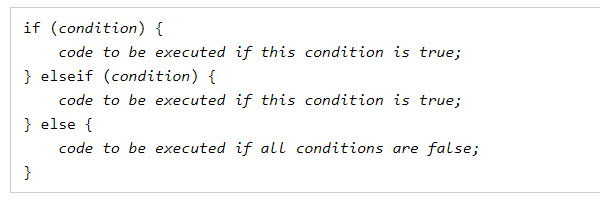 if (condition) {
    code to be executed if this condition is true;
} elseif (condition) {
    code to be executed if this condition is true;
} else {
    code to be executed if all conditions are false;
}